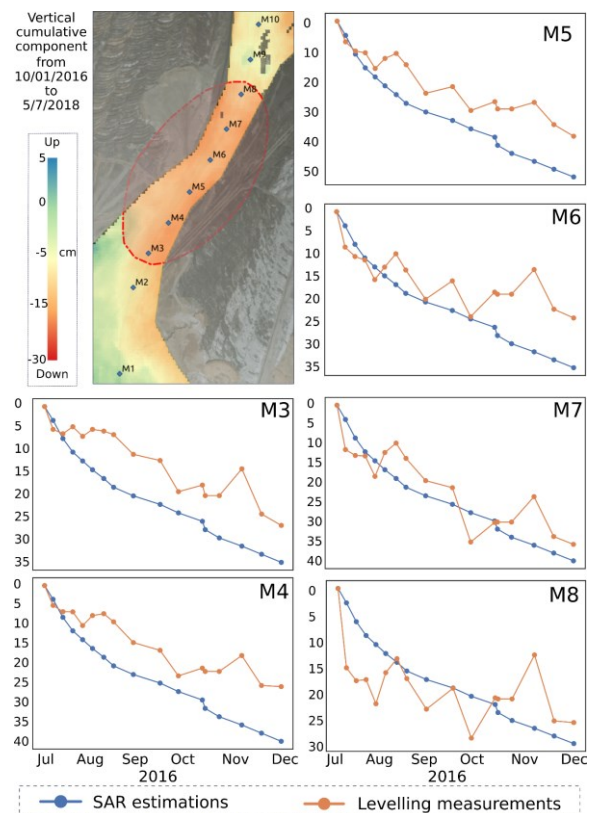 Vertical
cumulative
component
from
10/01/2016
to
5/7/2018
Up
5
0
-5 cm
-15
-30
Down
M10
M9
M8
M7
M6
M5
M4
M3
M2
M1
M5
0
10
20
30
40
50
M6
0
5
10
15
20
25
30
35
M3
0
5
10
15
20
25
30
35
M7
0
5
10
15
20
25
30
35
40
M4
0
5
10
15
20
25
30
35
40
Jul Aug Sep Oct Nov Dec
2016
M8
0
5
10
15
20
25
30
Jul Aug Sep Oct Nov Dec
2016
SAR estimations Levelling measurements